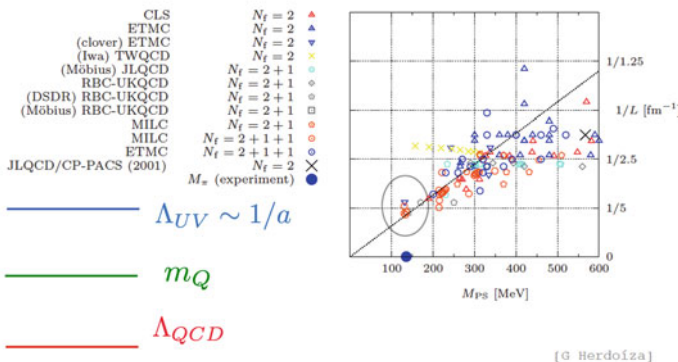 CLS N_f = 2
ETMC N_f = 2
(clover) ETMC N_f = 2
(Iwa) TWQCD N_f = 2
(Möbius) JLQCD N_f = 2+1
RBC-UKQCD N_f = 2+1
(DSDR) RBC-UKQCD N_f = 2+1
(Möbius) RBC-UKQCD N_f = 2+1
MILC N_f = 2+1
MILC N_f = 2+1+1
ETMC N_f = 2+1+1
JLQCD/CP-PACS (2001) N_f = 2
M_π (experiment)
Λ_UV ∼ 1/a
m_Q
Λ_QCD
1/1.25
1/L [fm⁻¹]
1/2.5
1/5
0
100 200 300 400 500 600
M_PS [MeV]
[G Herdoíza]